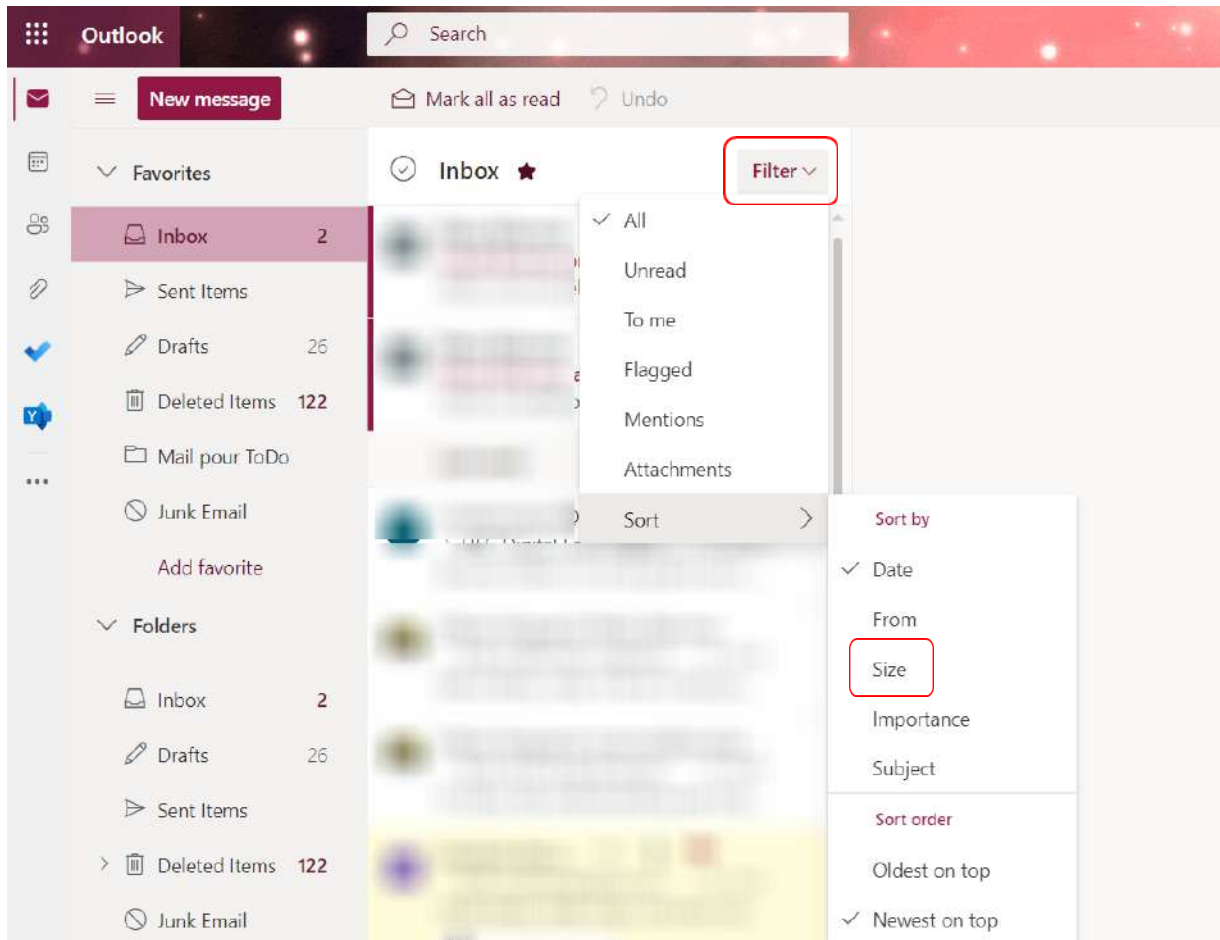 Outlook
Search
New message
Mark all as read
Undo
Favorites
Inbox 2
Sent Items
Drafts 26
Deleted Items 122
Mail pour ToDo
Junk Email
Add favorite
Folders
Inbox 2
Drafts 26
Sent Items
Deleted Items 122
Junk Email
Inbox
Filter
All
Unread
To me
Flagged
Mentions
Attachments
Sort
Sort by
Date
From
Size
Importance
Subject
Sort order
Oldest on top
Newest on top